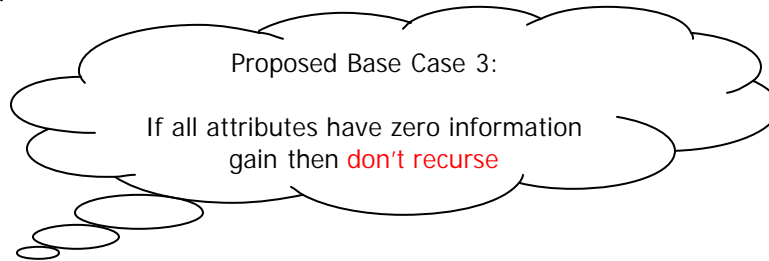 Proposed Base Case 3:
If all attributes have zero information
gain then don't recurse